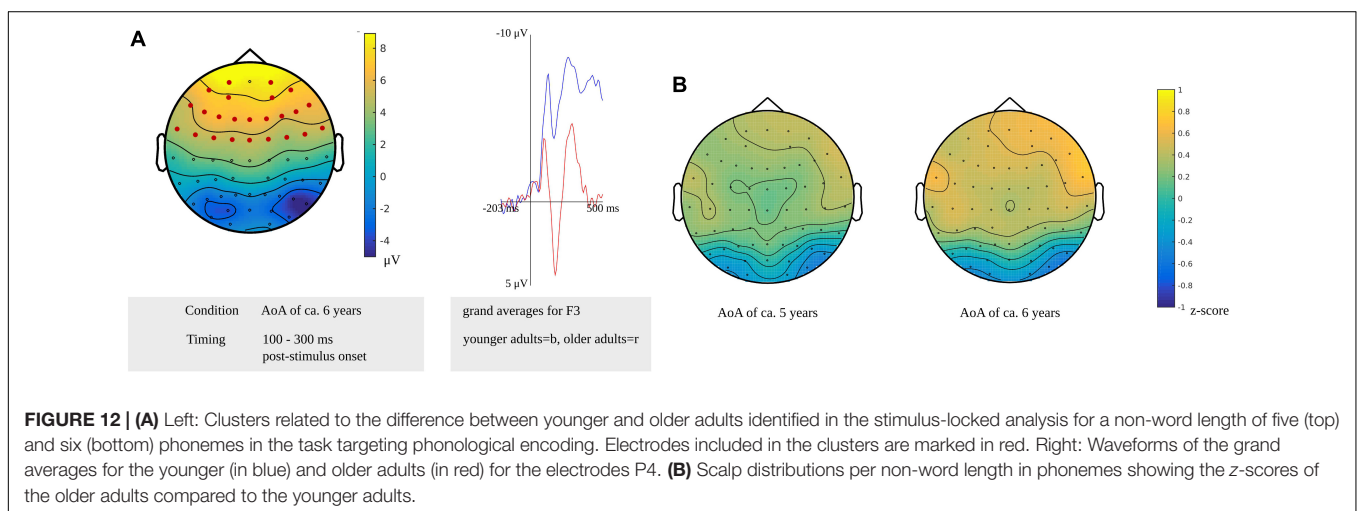 A
8
6
4
2
0
-2
-4
μV
-10 μV
-203 ms
500 ms
5 μV
Condition AoA of ca. 6 years
Timing 100 - 300 ms
post-stimulus onset
grand averages for F3
younger adults=b, older adults=r
B
AoA of ca. 5 years
AoA of ca. 6 years
1
0.8
0.6
0.4
0.2
0
-0.2
-0.4
-0.6
-0.8
-1
z-score
FIGURE 12 | (A) Left: Clusters related to the difference between younger and older adults identified in the stimulus-locked analysis for a non-word length of five (top)
and six (bottom) phonemes in the task targeting phonological encoding. Electrodes included in the clusters are marked in red. Right: Waveforms of the grand
averages for the younger (in blue) and older adults (in red) for the electrodes P4. (B) Scalp distributions per non-word length in phonemes showing the z-scores of
the older adults compared to the younger adults.